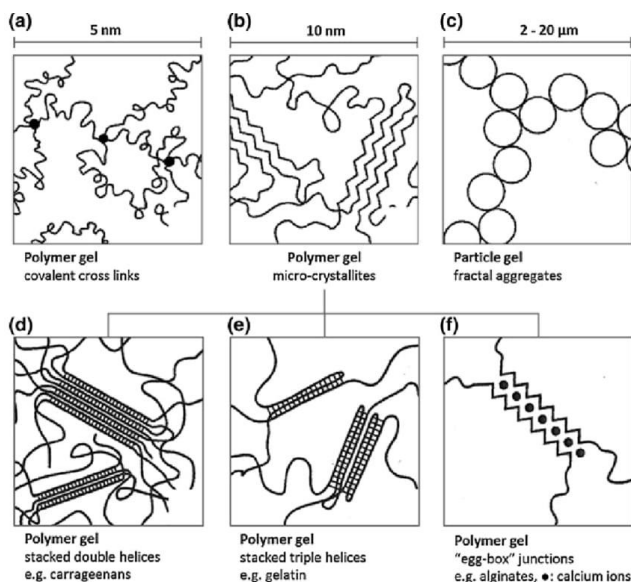 (a)
5 nm
(b)
10 nm
(c)
2 - 20 μm
Polymer gel
covalent cross links
Polymer gel
micro-crystallites
Particle gel
fractal aggregates
(d)
(e)
(f)
Polymer gel
stacked double helices
e.g. carrageenans
Polymer gel
stacked triple helices
e.g. gelatin
Polymer gel
"egg-box" junctions
e.g. alginates, ●: calcium ions